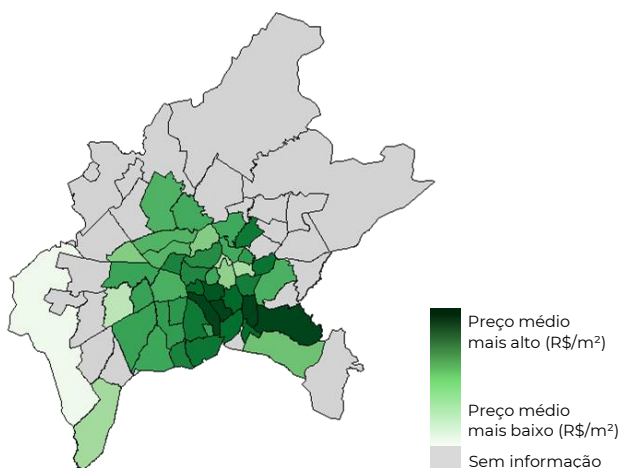 Preço médio
mais alto (R$/m²)
Preço médio
mais baixo (R$/m²)
Sem informação